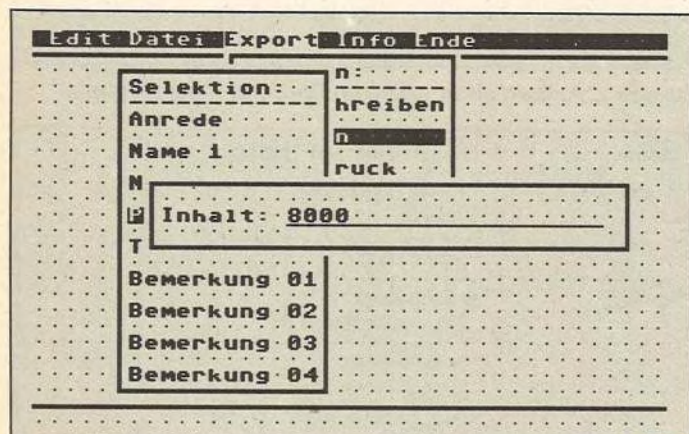 Edit Datei Export Info Ende
n:
Selektion:
hreiben
Anrede
n
Name 1
ruck
N
P
Inhalt: 8000
T
Bemerkung 01
Bemerkung 02
Bemerkung 03
Bemerkung 04